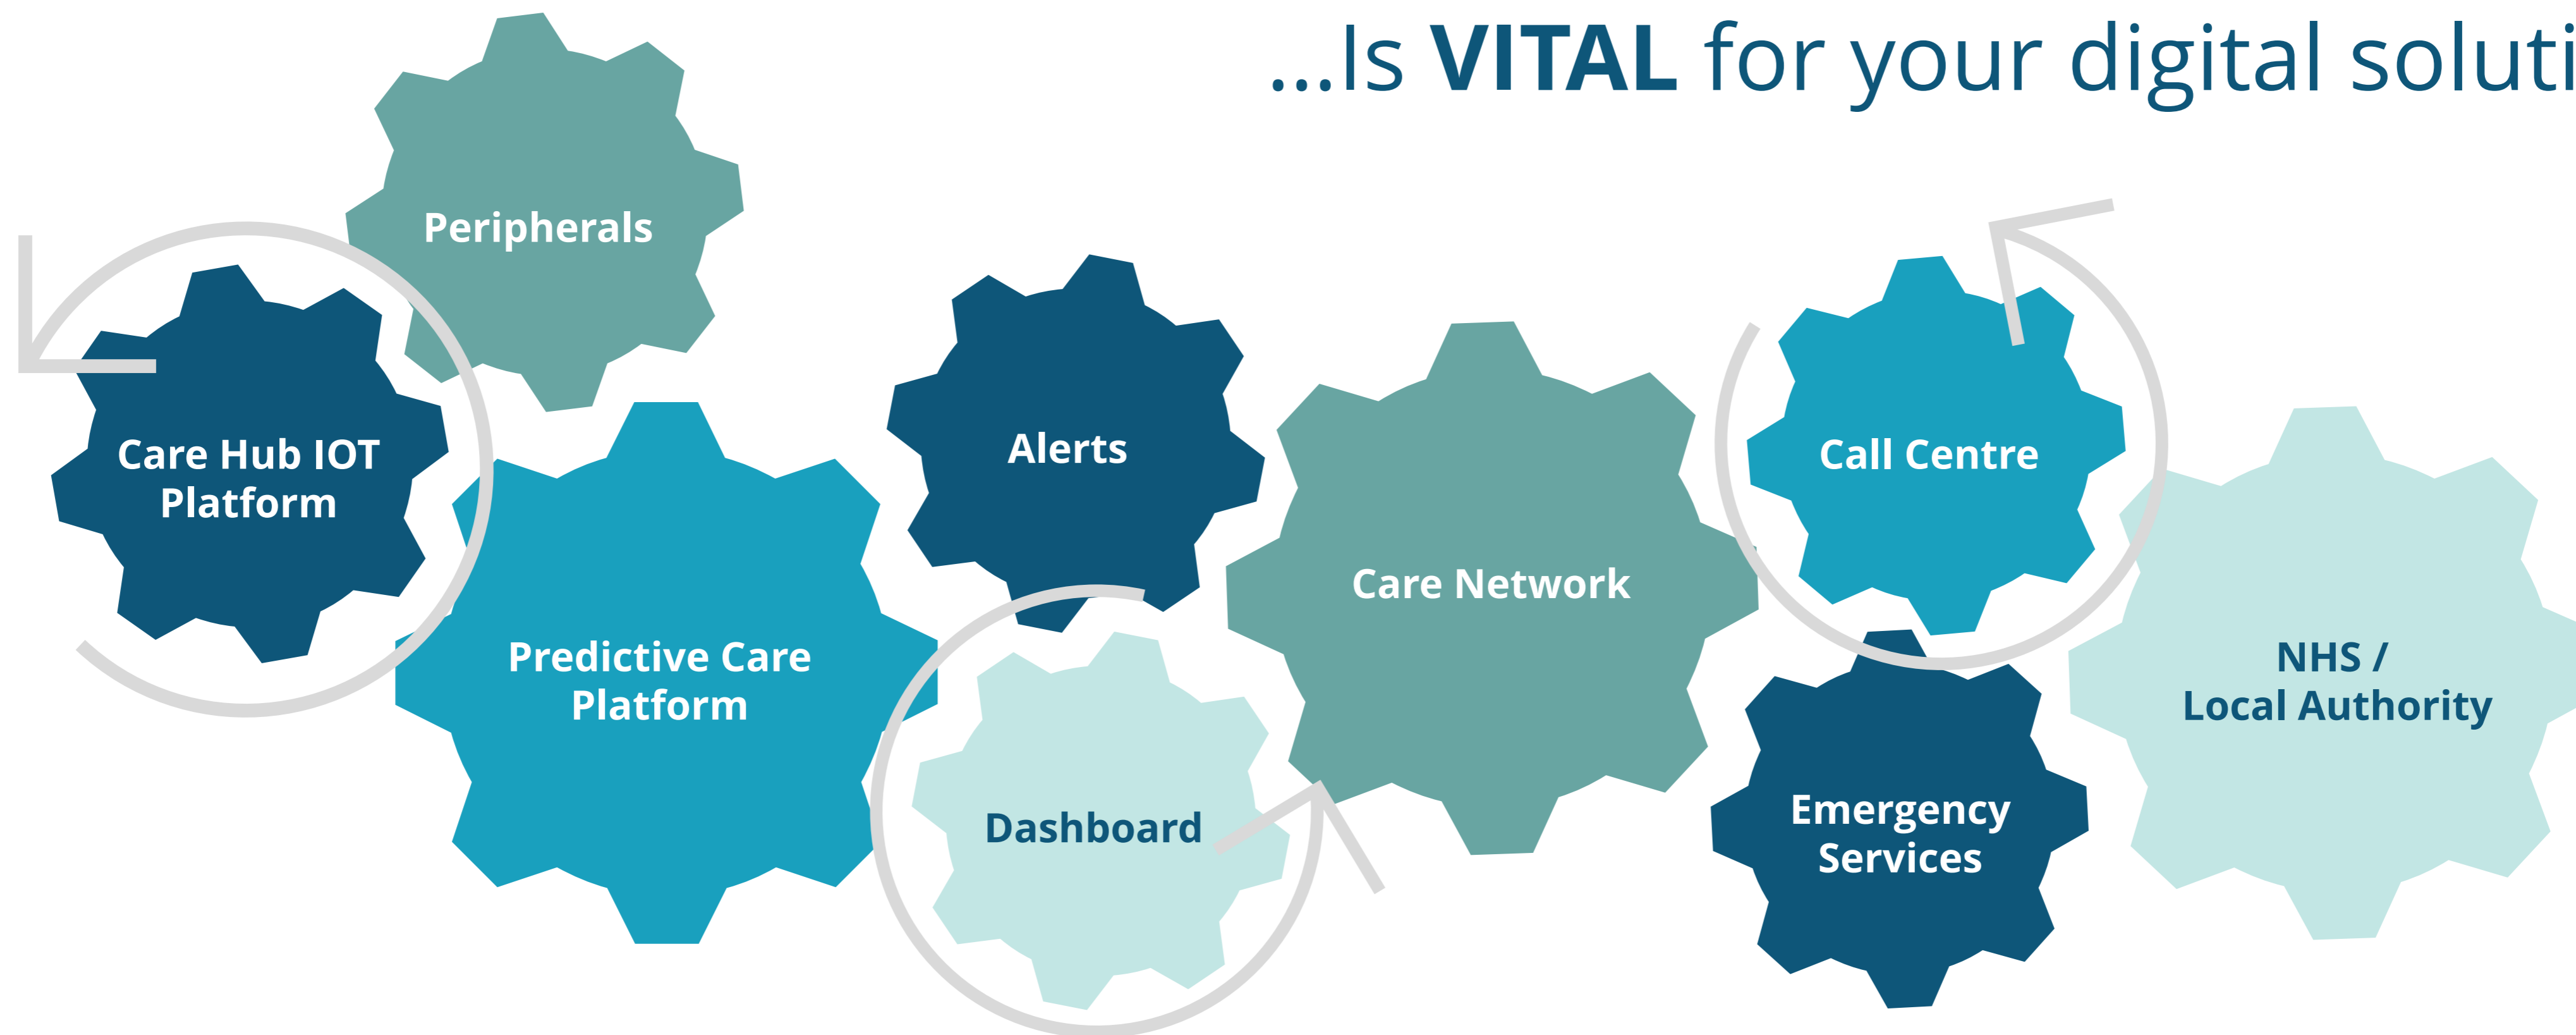 ...Is VITAL for your digital soluti
Peripherals
Care Hub IOT
Platform
Predictive Care
Platform
Alerts
Dashboard
Care Network
Call Centre
Emergency
Services
NHS /
Local Authority